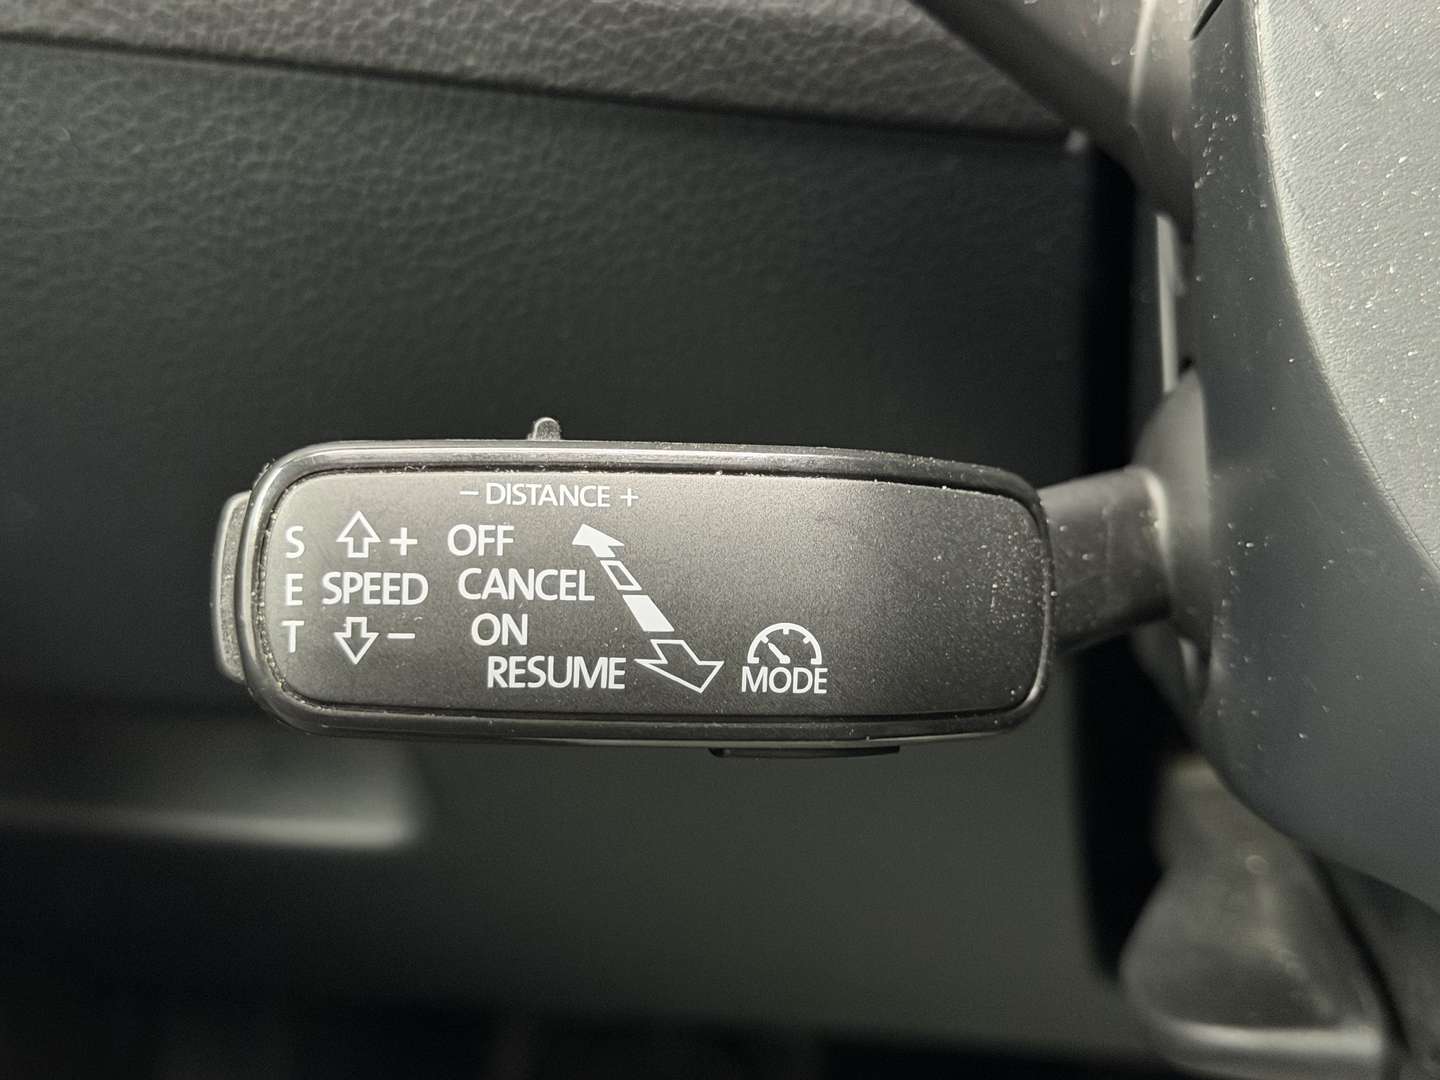 − DISTANCE +
S + OFF
E SPEED CANCEL
T − ON
RESUME
MODE